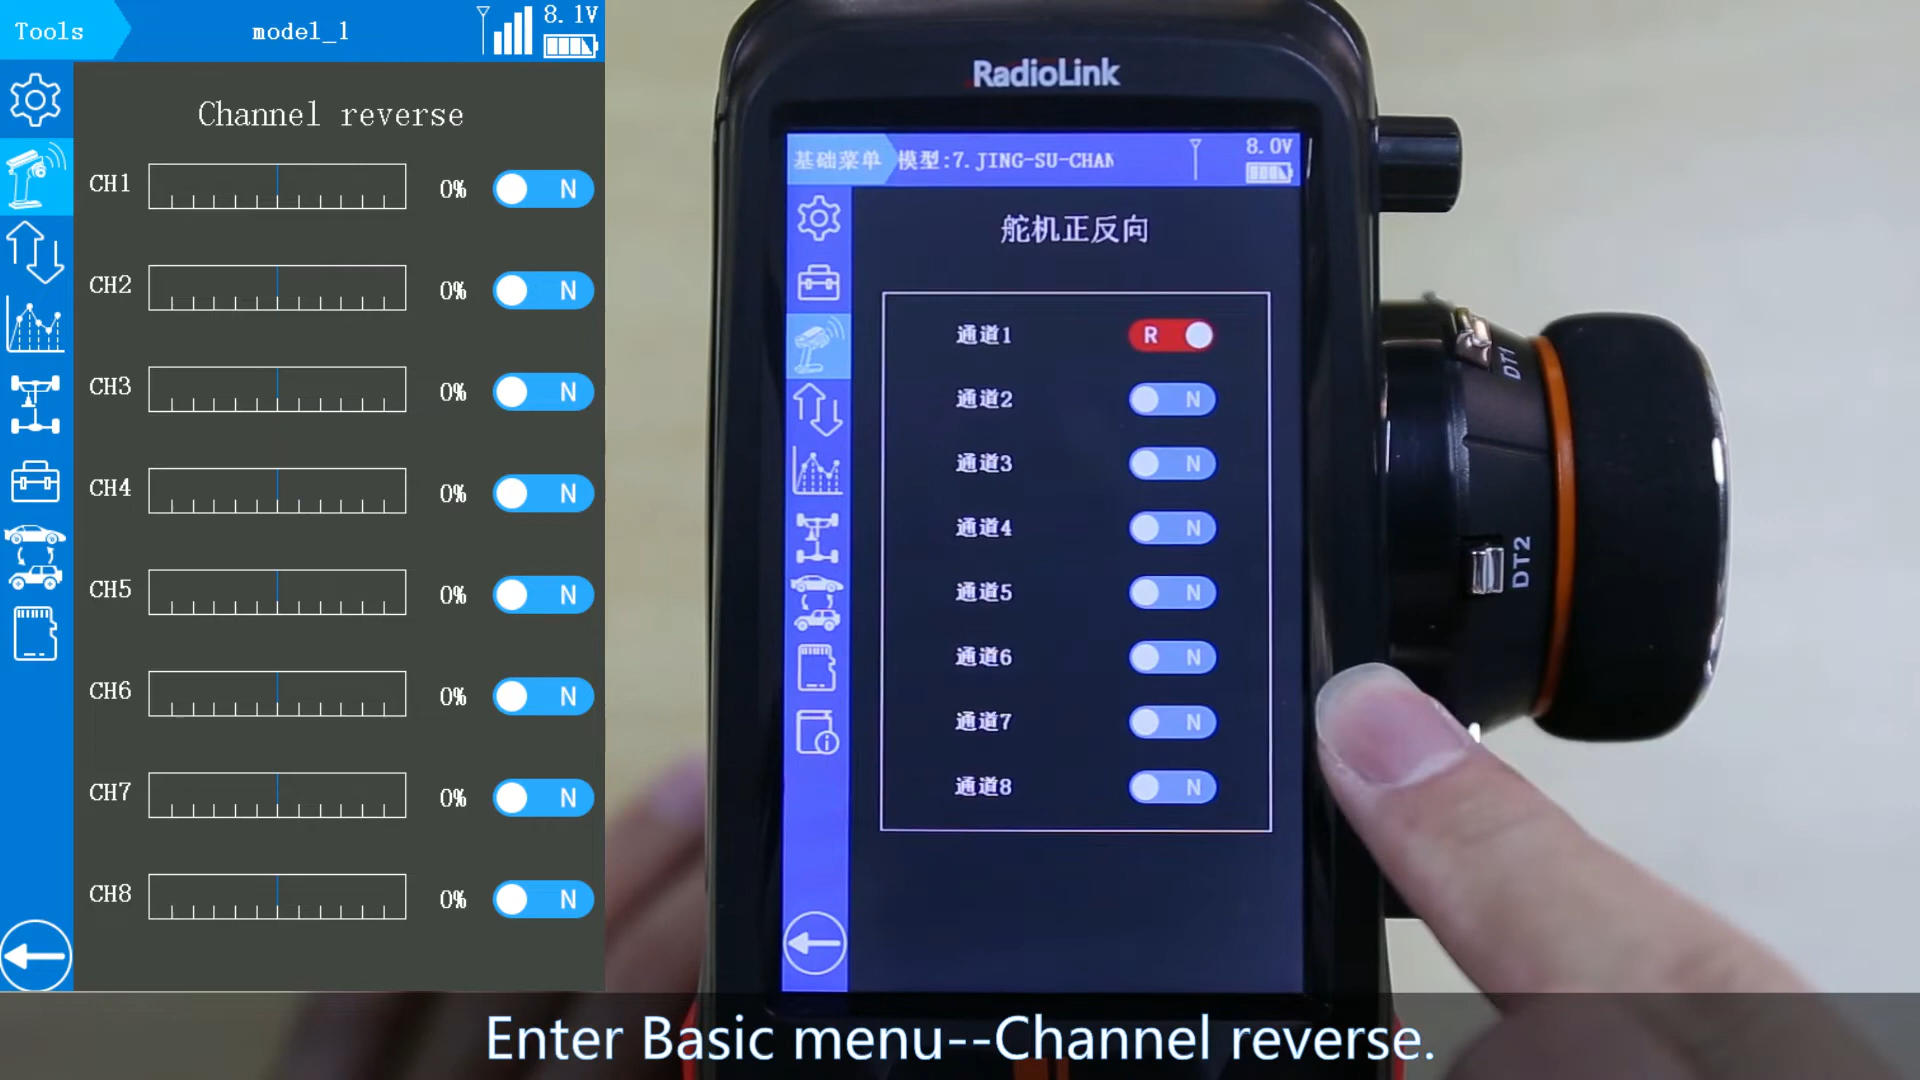 Tools
model_1
8.1V
Channel reverse
CH1 0% N
CH2 0% N
CH3 0% N
CH4 0% N
CH5 0% N
CH6 0% N
CH7 0% N
CH8 0% N
RadioLink
基础菜单 模型:7.JING-SU-CHAN
8.0V
舵机正反向
通道1 R
通道2 N
通道3 N
通道4 N
通道5 N
通道6 N
通道7 N
通道8 N
DT1
DT2
Enter Basic menu--Channel reverse.